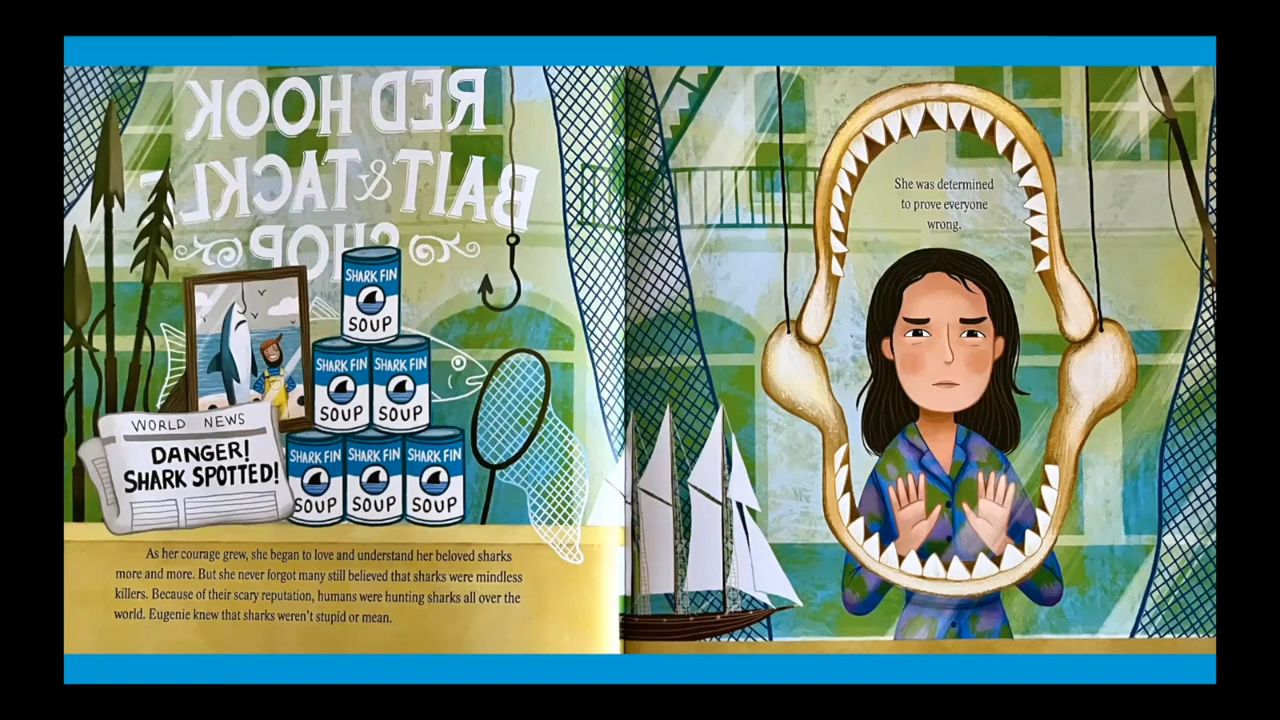 RED HOOK
BAIT & TACKL
SHOP
SHARK FIN
SOUP
SHARK FIN
SOUP
SHARK FIN
SOUP
SHARK FIN
SOUP
SHARK FIN
SOUP
SHARK FIN
SOUP
WORLD NEWS
DANGER!
SHARK SPOTTED!
As her courage grew, she began to love and understand her beloved sharks
more and more. But she never forgot many still believed that sharks were mindless
killers. Because of their scary reputation, humans were hunting sharks all over the
world. Eugenie knew that sharks weren't stupid or mean.
She was determined
to prove everyone
wrong.